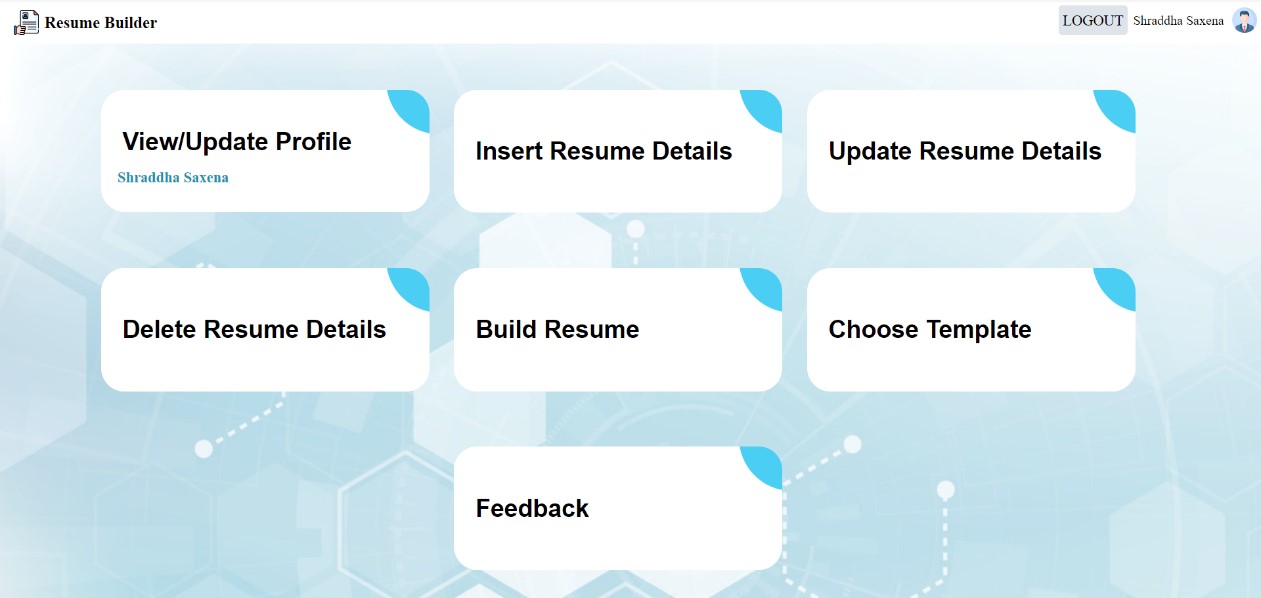 Resume Builder
LOGOUT Shraddha Saxena
View/Update Profile
Shraddha Saxena
Insert Resume Details
Update Resume Details
Delete Resume Details
Build Resume
Choose Template
Feedback